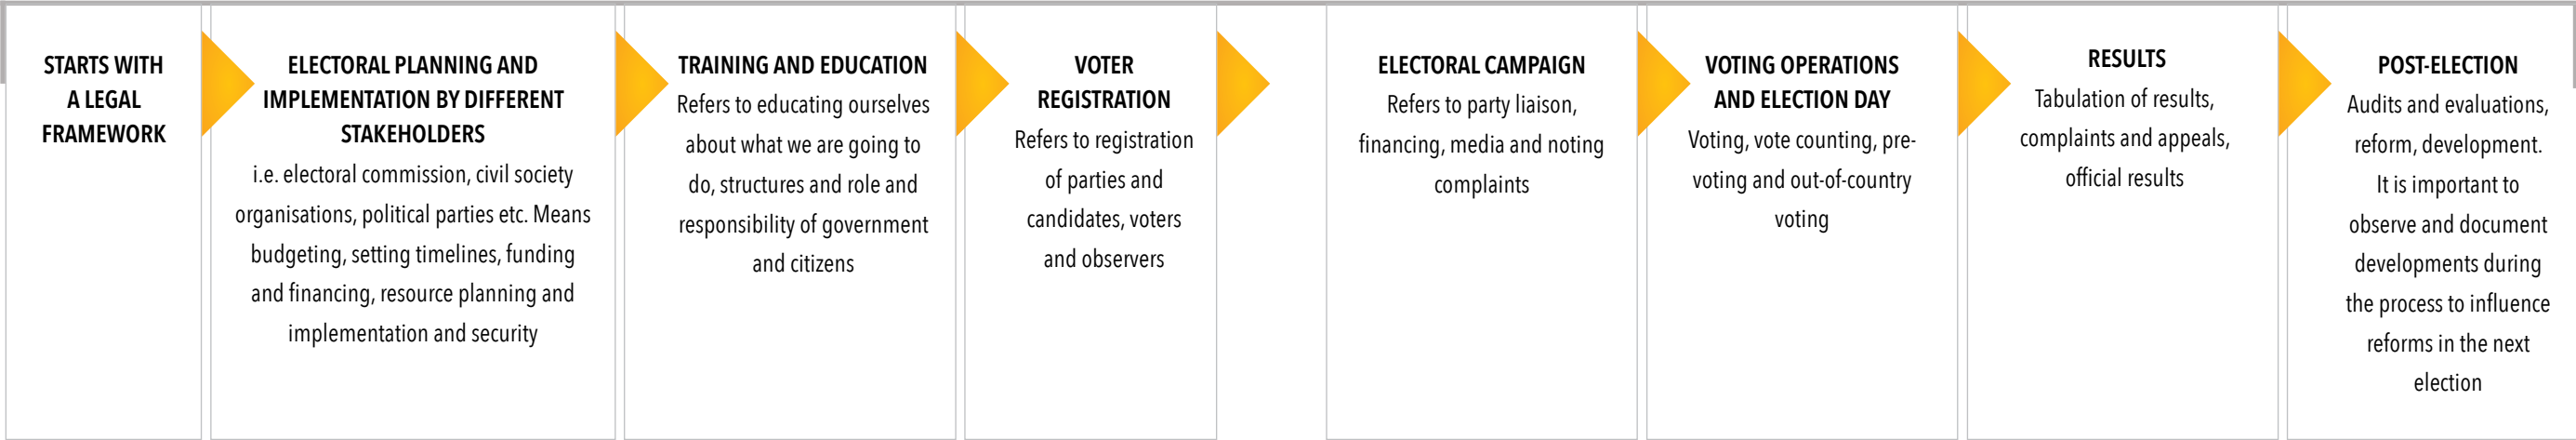 STARTS WITH
A LEGAL
FRAMEWORK
ELECTORAL PLANNING AND
IMPLEMENTATION BY DIFFERENT
STAKEHOLDERS
i.e. electoral commission, civil society
organisations, political parties etc. Means
budgeting, setting timelines, funding
and financing, resource planning and
implementation and security
TRAINING AND EDUCATION
Refers to educating ourselves
about what we are going to
do, structures and role and
responsibility of government
and citizens
VOTER
REGISTRATION
Refers to registration
of parties and
candidates, voters
and observers
ELECTORAL CAMPAIGN
Refers to party liaison,
financing, media and noting
complaints
VOTING OPERATIONS
AND ELECTION DAY
Voting, vote counting, pre-
voting and out-of-country
voting
RESULTS
Tabulation of results,
complaints and appeals,
official results
POST-ELECTION
Audits and evaluations,
reform, development.
It is important to
observe and document
developments during
the process to influence
reforms in the next
election